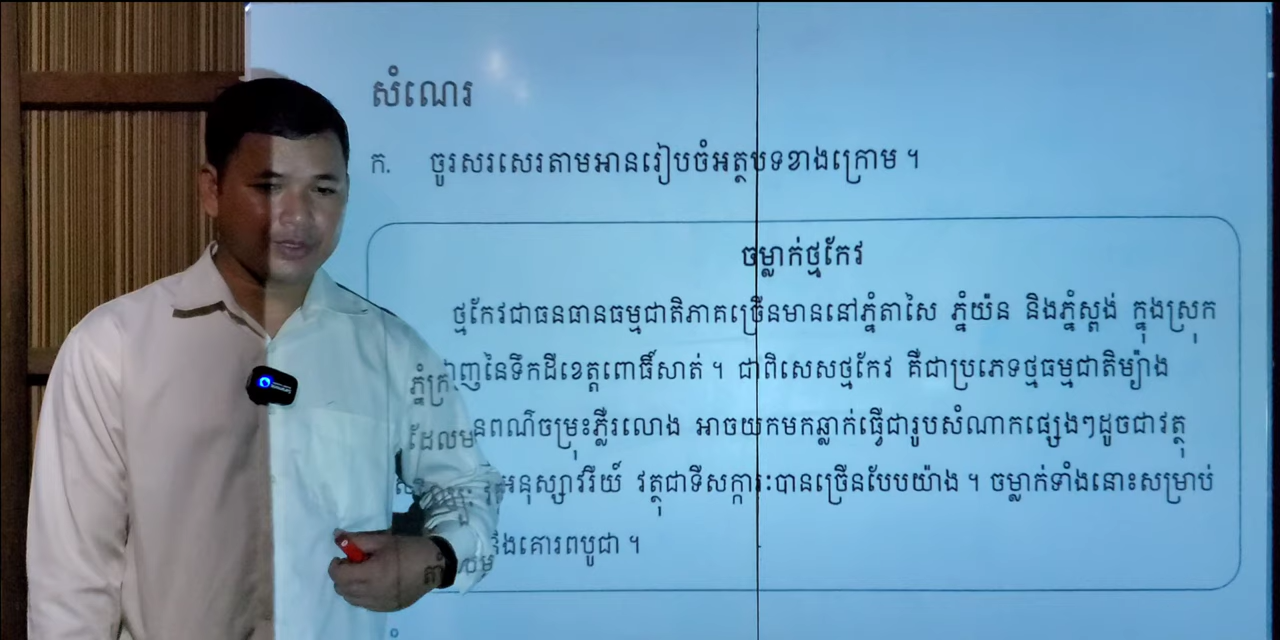 សំណេរ
ក. ចូរសរសេរតាមអានរៀបចំអត្ថបទខាងក្រោម ។
ចម្លាក់ថ្មកែវ
ថ្មកែវជាធនធានធម្មជាតិភាគច្រើនមាននៅភ្នំតាសៃ ភ្នំយ៉ន និងភ្នំស្ពង់ ក្នុងស្រុក
ភ្នំក្រវាញនៃទឹកដីខេត្តពោធិ៍សាត់ ។ ជាពិសេសថ្មកែវ គឺជាប្រភេទថ្មធម្មជាតិម្យ៉ាង
ដែលមានពណ៌ចម្រុះភ្លឺរលោង អាចយកមកឆ្លាក់ធ្វើជារូបសំណាកផ្សេងៗដូចជាវត្ថុ
អនុស្សាវរីយ៍ វត្ថុជាទីសក្ការៈបានច្រើនបែបយ៉ាង ។ ចម្លាក់ទាំងនោះសម្រាប់
និងគោរពបូជា ។